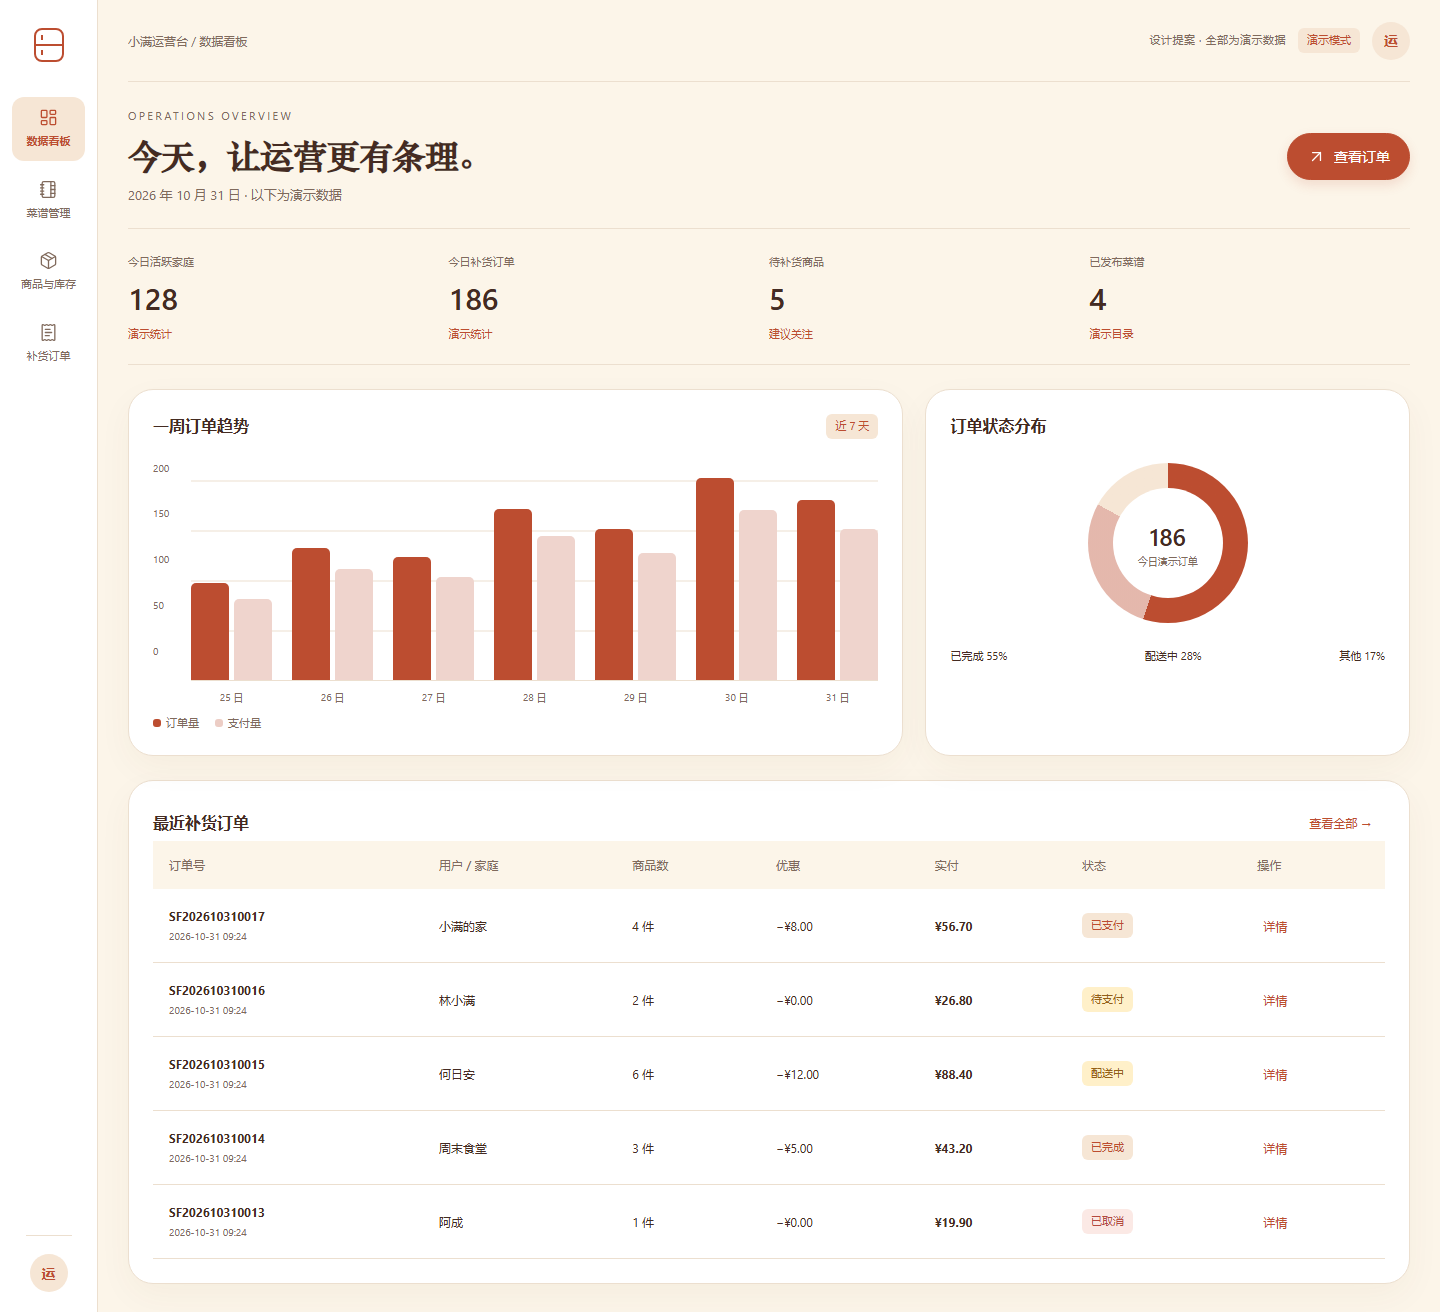 小满运营台 / 数据看板
设计提案 · 全部为演示数据
演示模式
运
数据看板
菜谱管理
商品与库存
补货订单
运
OPERATIONS OVERVIEW
今天，让运营更有条理。
2026 年 10 月 31 日 · 以下为演示数据
查看订单
今日活跃家庭
128
演示统计
今日补货订单
186
演示统计
待补货商品
5
建议关注
已发布菜谱
4
演示目录
一周订单趋势
近 7 天
200
150
100
50
0
25 日
26 日
27 日
28 日
29 日
30 日
31 日
订单量
支付量
订单状态分布
186
今日演示订单
已完成 55%
配送中 28%
其他 17%
最近补货订单
查看全部 →
订单号 用户 / 家庭 商品数 优惠 实付 状态 操作
SF202610310017 小满的家 4 件 −¥8.00 ¥56.70 已支付 详情
2026-10-31 09:24
SF202610310016 林小满 2 件 −¥0.00 ¥26.80 待支付 详情
2026-10-31 09:24
SF202610310015 何日安 6 件 −¥12.00 ¥88.40 配送中 详情
2026-10-31 09:24
SF202610310014 周末食堂 3 件 −¥5.00 ¥43.20 已完成 详情
2026-10-31 09:24
SF202610310013 阿成 1 件 −¥0.00 ¥19.90 已取消 详情
2026-10-31 09:24